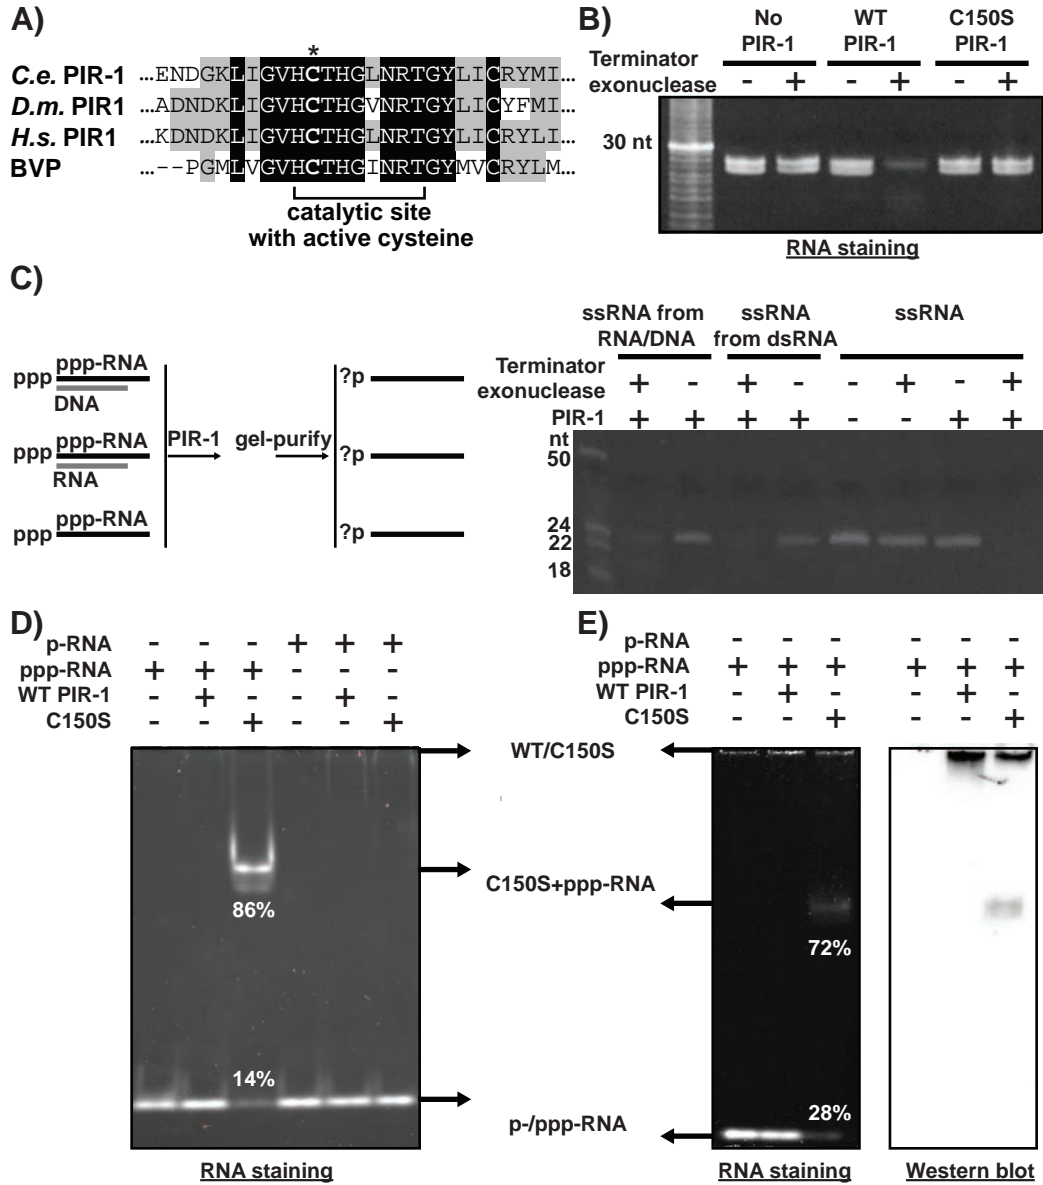 A)
*
C.e. PIR-1 ...ENDGKLIGVHCTHGLNRTGYLICRYMI...
D.m. PIR1 ...ADNDKLIGVHCTHGVNRTGYLICYFMI...
H.s. PIR1 ...KDNDKLIGVHCTHGLNRTGYLICRYLI...
BVP ...--PGMLVGVHCTHGINRTGYMVCRYLM...
catalytic site
with active cysteine
B)
No PIR-1 WT PIR-1 C150S PIR-1
Terminator
exonuclease - + - + - +
30 nt
RNA staining
C)
ppp-RNA
ppp
DNA
ppp-RNA
ppp
RNA
ppp-RNA
ppp
PIR-1
gel-purify
?p
?p
?p
ssRNA from RNA/DNA ssRNA from dsRNA ssRNA
Terminator
exonuclease + - + - - + - +
PIR-1 + + + + - - + +
nt
50
24
22
18
D)
p-RNA - - - + + +
ppp-RNA + + + - - -
WT PIR-1 - + - - + -
C150S - - + - - +
86%
14%
RNA staining
WT/C150S
C150S+ppp-RNA
p-/ppp-RNA
E)
p-RNA - - - - - -
ppp-RNA + + + + + +
WT PIR-1 - + - - + -
C150S - - + - - +
72%
28%
RNA staining
Western blot